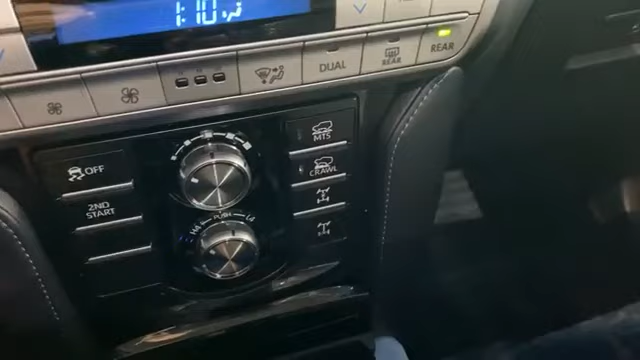 1:10
DUAL
REAR
REAR
OFF
MTS
CRAWL
2ND
START
H4 PUSH L4